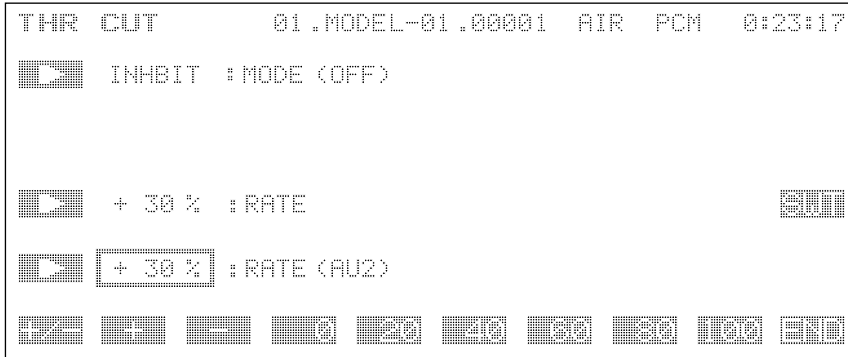 THR CUT 01.MODEL-01.00001 AIR PCM 0:23:17
INHBIT :MODE(OFF)
+ 30 % :RATE SWT
+ 30 % :RATE(AU2)
+/- + - 0 20 40 60 80 100 END